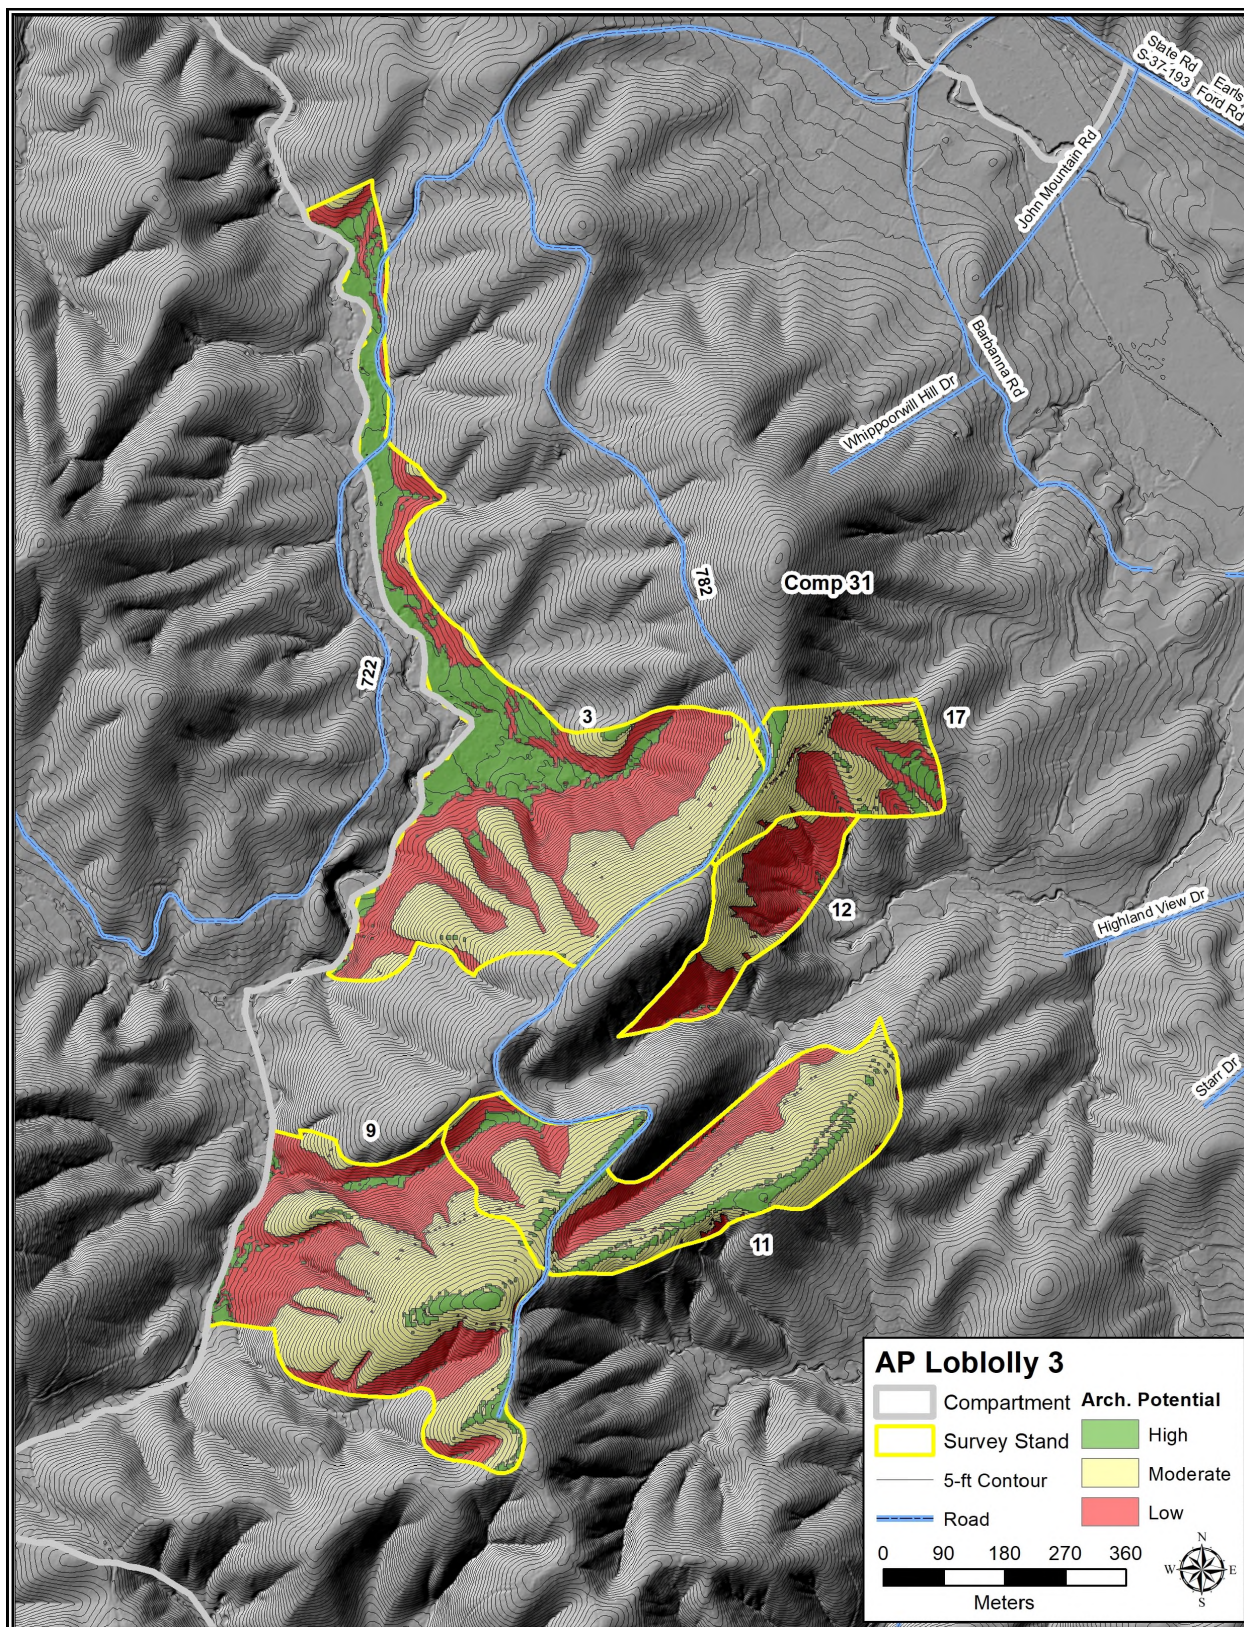 State Rd
S-37-193
Earls
Ford Rd
John Mountain Rd
Barbanna Rd
Whippoorwill Hill Dr
782
Comp 31
722
3
17
12
Highland View Dr
Starr Dr
9
11
AP Loblolly 3
Compartment
Survey Stand
5-ft Contour
Road
Arch. Potential
High
Moderate
Low
0 90 180 270 360
Meters
N
W E
S